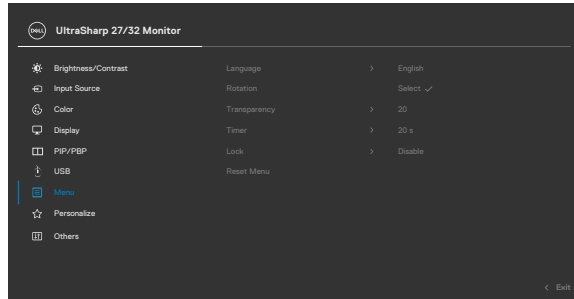 DELL UltraSharp 27/32 Monitor
Brightness/Contrast Language > English
Input Source Rotation Select ✓
Color Transparency > 20
Display Timer > 20 s
PIP/PBP Lock > Disable
USB Reset Menu
Menu
Personalize
Others
< Exit